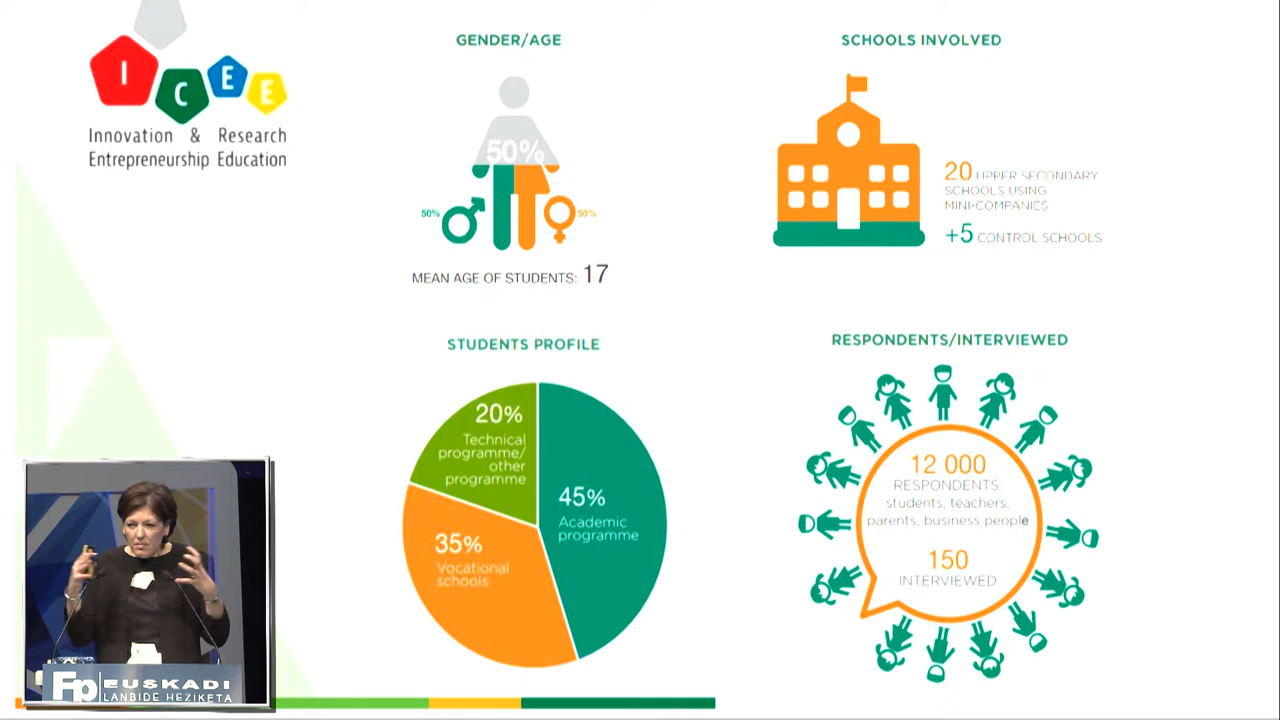 I C E E
Innovation & Research
Entrepreneurship Education
GENDER/AGE
50%
50%
50%
MEAN AGE OF STUDENTS: 17
SCHOOLS INVOLVED
20 UPPER SECONDARY
SCHOOLS USING
MINI-COMPANIES
+5 CONTROL SCHOOLS
STUDENTS PROFILE
20%
Technical
programme/
other
programme
45%
Academic
programme
35%
Vocational
schools
RESPONDENTS/INTERVIEWED
12 000
RESPONDENTS:
students, teachers,
parents, business people
150
INTERVIEWED
Fp EUSKADI
LANBIDE HEZIKETA